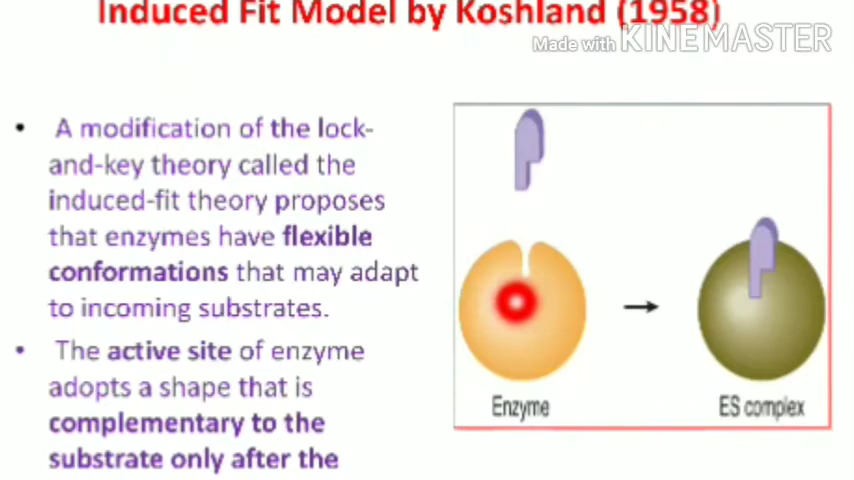 Induced Fit Model by Koshland (1958)
Made with KINEMASTER
• A modification of the lock-
and-key theory called the
induced-fit theory proposes
that enzymes have flexible
conformations that may adapt
to incoming substrates.
• The active site of enzyme
adopts a shape that is
complementary to the
substrate only after the
Enzyme
ES complex